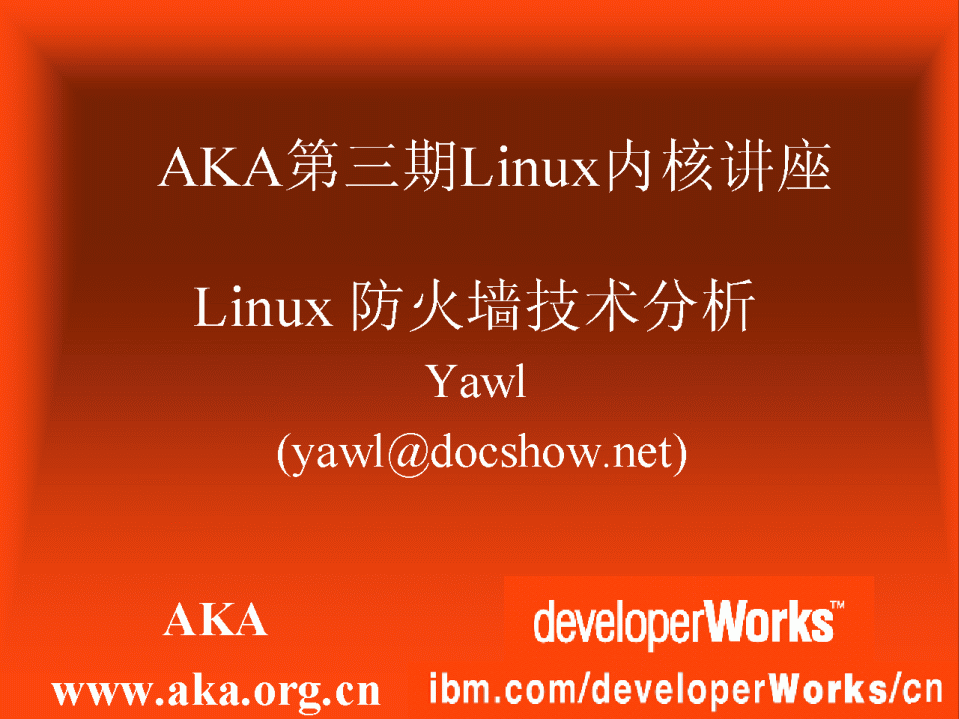 AKA第三期Linux内核讲座
Linux 防火墙技术分析
Yawl
(yawl@docshow.net)
AKA
developerWorks™
www.aka.org.cn
ibm.com/developerWorks/cn